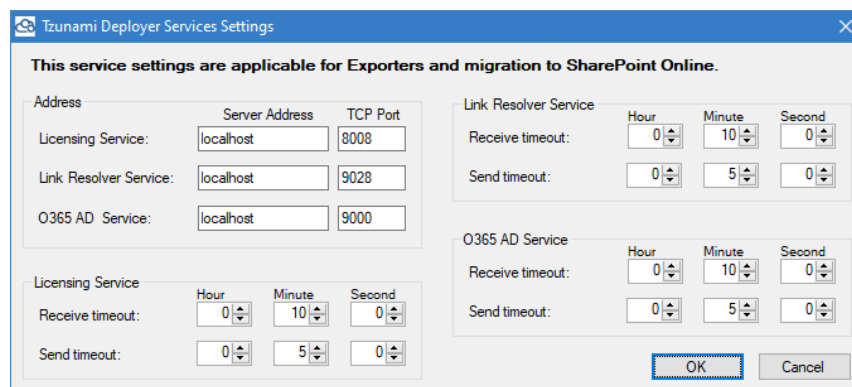 Tzunami Deployer Services Settings
This service settings are applicable for Exporters and migration to SharePoint Online.
Address
Server Address TCP Port
Licensing Service: localhost 8008
Link Resolver Service: localhost 9028
O365 AD Service: localhost 9000
Licensing Service
Hour Minute Second
Receive timeout: 0 10 0
Send timeout: 0 5 0
Link Resolver Service
Hour Minute Second
Receive timeout: 0 10 0
Send timeout: 0 5 0
O365 AD Service
Hour Minute Second
Receive timeout: 0 10 0
Send timeout: 0 5 0
OK Cancel